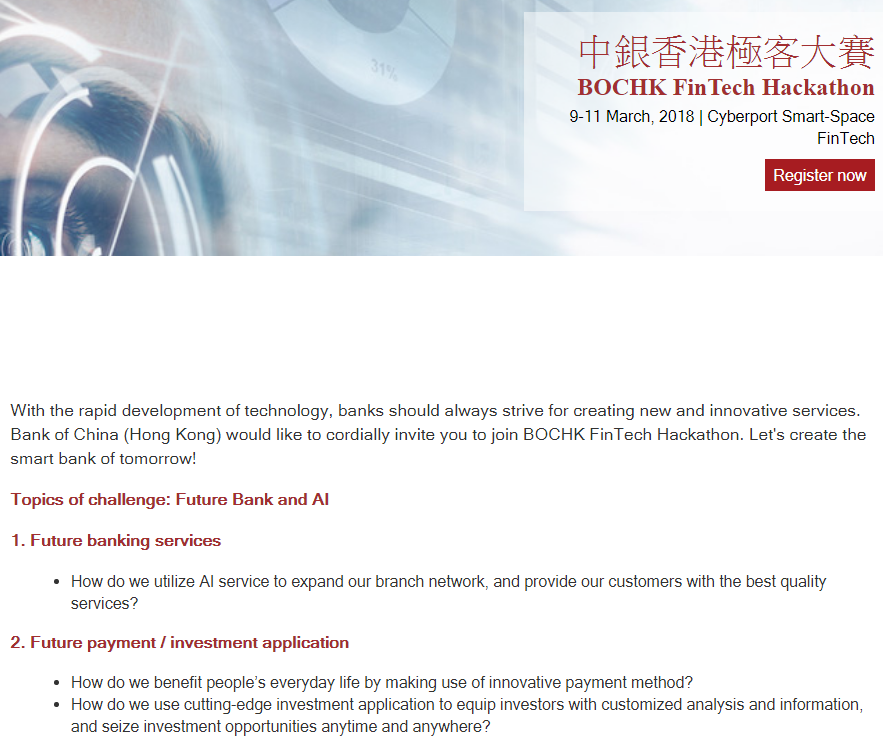 31%
中銀香港極客大賽
BOCHK FinTech Hackathon
9-11 March, 2018 | Cyberport Smart-Space
FinTech
Register now
With the rapid development of technology, banks should always strive for creating new and innovative services.
Bank of China (Hong Kong) would like to cordially invite you to join BOCHK FinTech Hackathon. Let's create the
smart bank of tomorrow!
Topics of challenge: Future Bank and AI
1. Future banking services
• How do we utilize AI service to expand our branch network, and provide our customers with the best quality
services?
2. Future payment / investment application
• How do we benefit people’s everyday life by making use of innovative payment method?
• How do we use cutting-edge investment application to equip investors with customized analysis and information,
and seize investment opportunities anytime and anywhere?